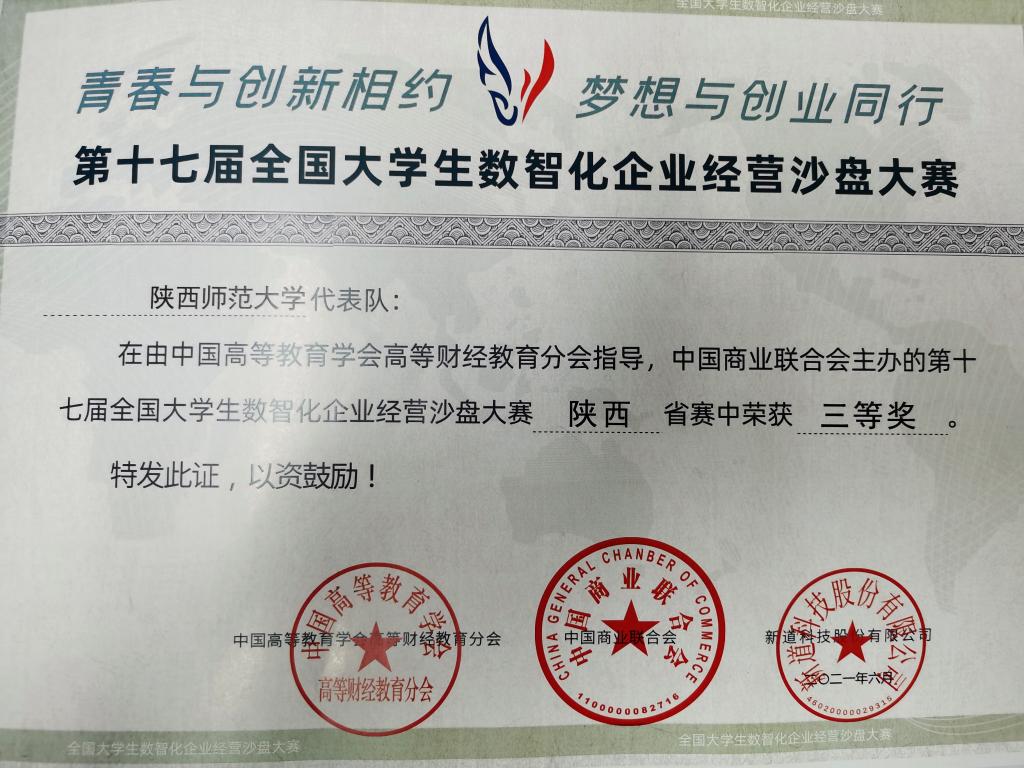 全国大学生数智化企业经营沙盘大赛
青春与创新相约 梦想与创业同行
第十七届全国大学生数智化企业经营沙盘大赛
陕西师范大学代表队：
在由中国高等教育学会高等财经教育分会指导，中国商业联合会主办的第十
七届全国大学生数智化企业经营沙盘大赛 陕西 省赛中荣获 三等奖 。
特发此证，以资鼓励！
中国高等教育学会
高等财经教育分会
CHINA GENERAL CHANBER OF COMMERCE
中国商业联合会
1100000082716
新道科技股份有限公司
46020000029315
中国高等教育学会高等财经教育分会 中国商业联合会 新道科技股份有限公司
二〇二一年六月
全国大学生数智化企业经营沙盘大赛 全国大学生数智化企业经营沙盘大赛